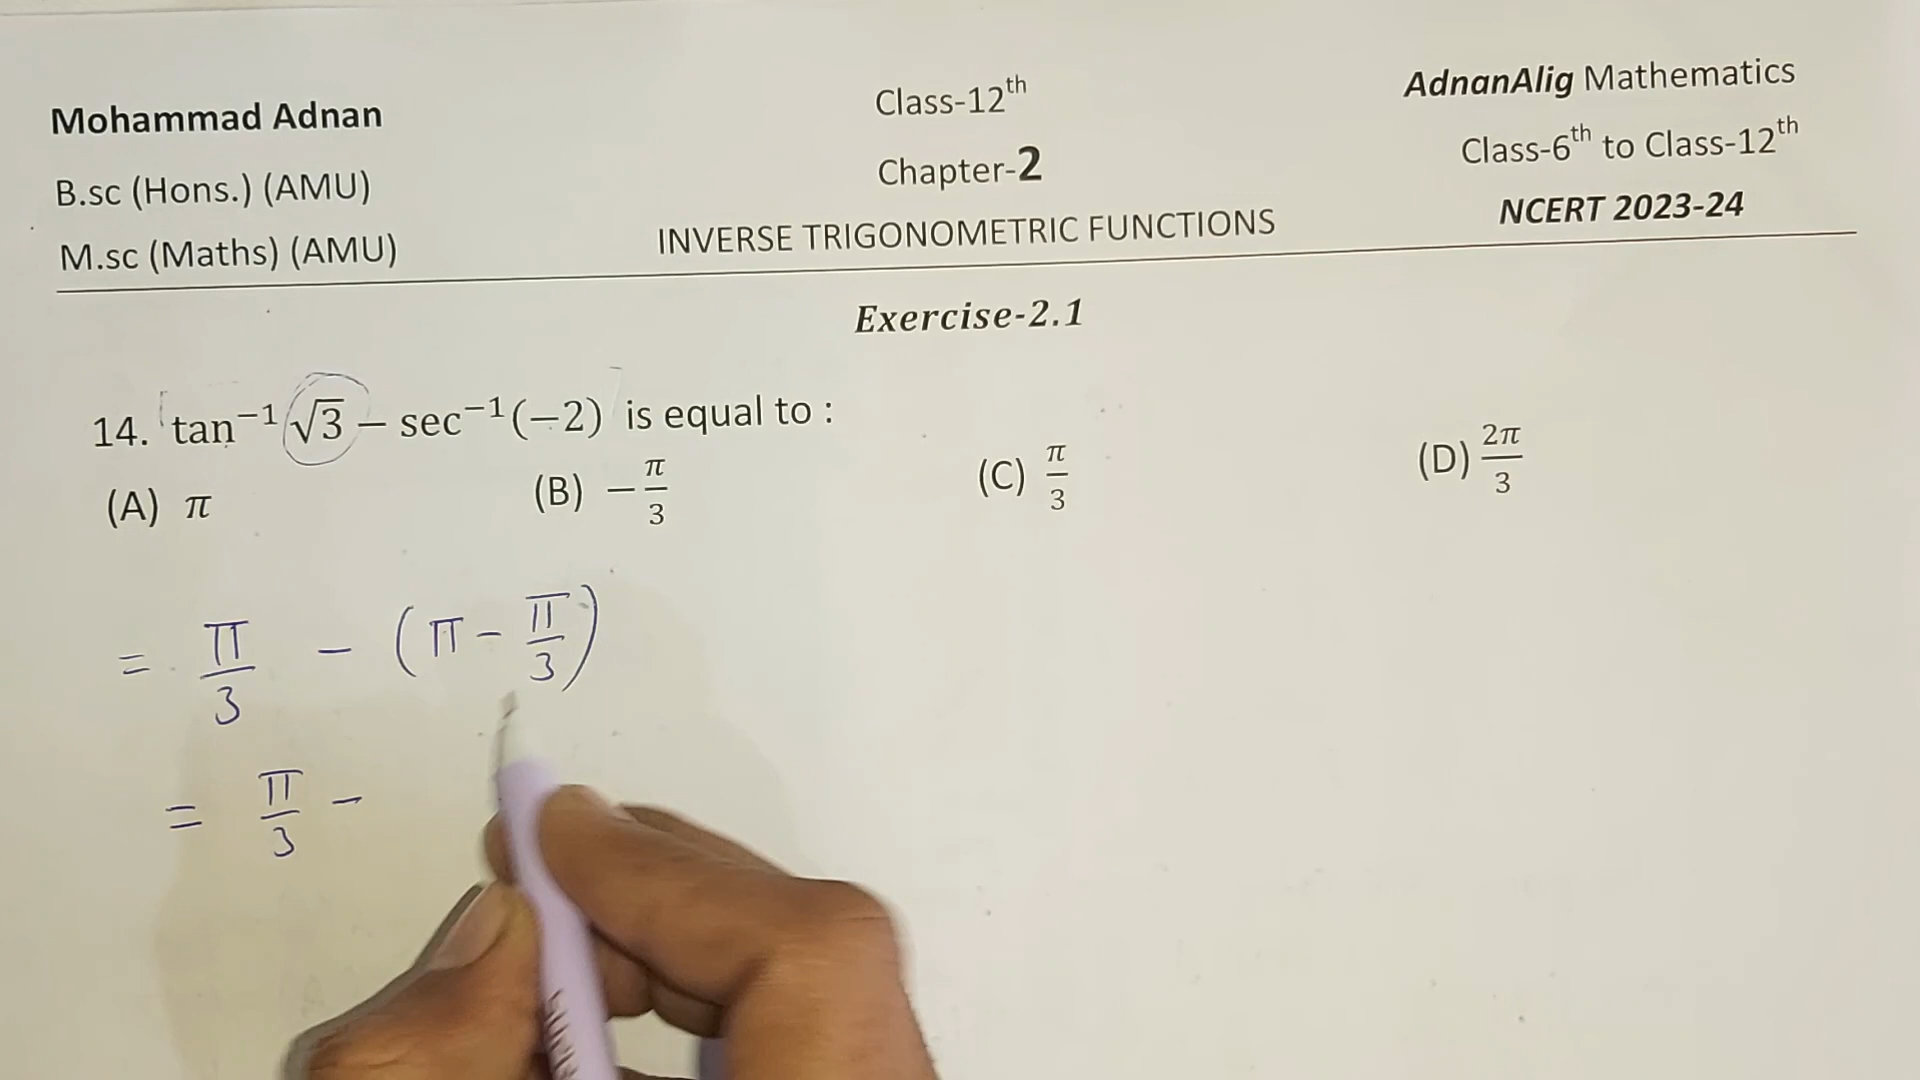 Mohammad Adnan
B.sc (Hons.) (AMU)
M.sc (Maths) (AMU)
Class-12th
Chapter-2
INVERSE TRIGONOMETRIC FUNCTIONS
AdnanAlig Mathematics
Class-6th to Class-12th
NCERT 2023-24
Exercise-2.1
14. tan⁻¹√3 − sec⁻¹(−2) is equal to :
(A) π (B) −π/3 (C) π/3 (D) 2π/3
= π/3 − (π − π/3)
= π/3 −